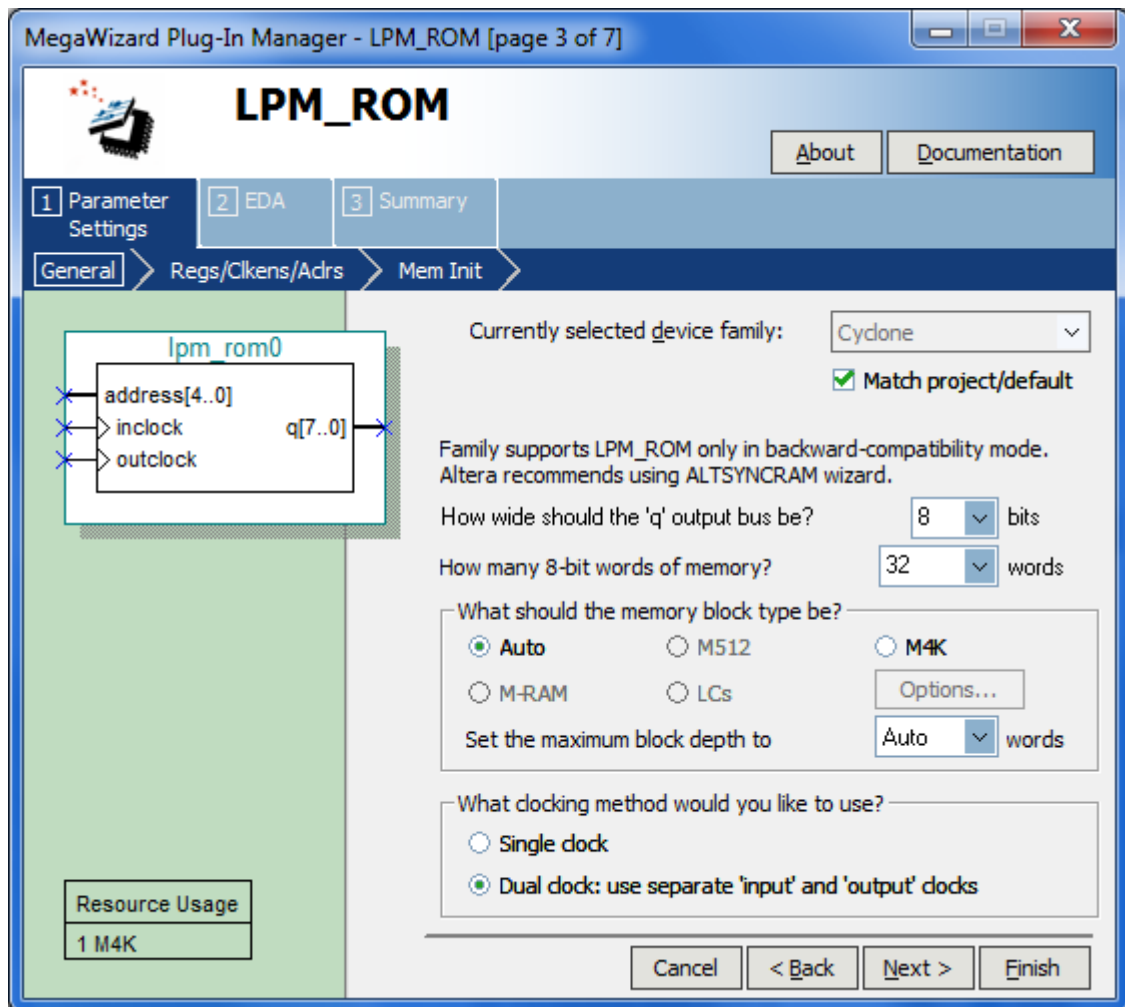 MegaWizard Plug-In Manager - LPM_ROM [page 3 of 7]
LPM_ROM
About
Documentation
1 Parameter Settings
2 EDA
3 Summary
General
Regs/Clkens/Aclrs
Mem Init
lpm_rom0
address[4..0]
inclock
q[7..0]
outclock
Resource Usage
1 M4K
Currently selected device family:
Cyclone
Match project/default
Family supports LPM_ROM only in backward-compatibility mode.
Altera recommends using ALTSYNCRAM wizard.
How wide should the 'q' output bus be?
8
bits
How many 8-bit words of memory?
32
words
What should the memory block type be?
Auto
M512
M4K
M-RAM
LCs
Options...
Set the maximum block depth to
Auto
words
What clocking method would you like to use?
Single clock
Dual clock: use separate 'input' and 'output' clocks
Cancel
< Back
Next >
Finish